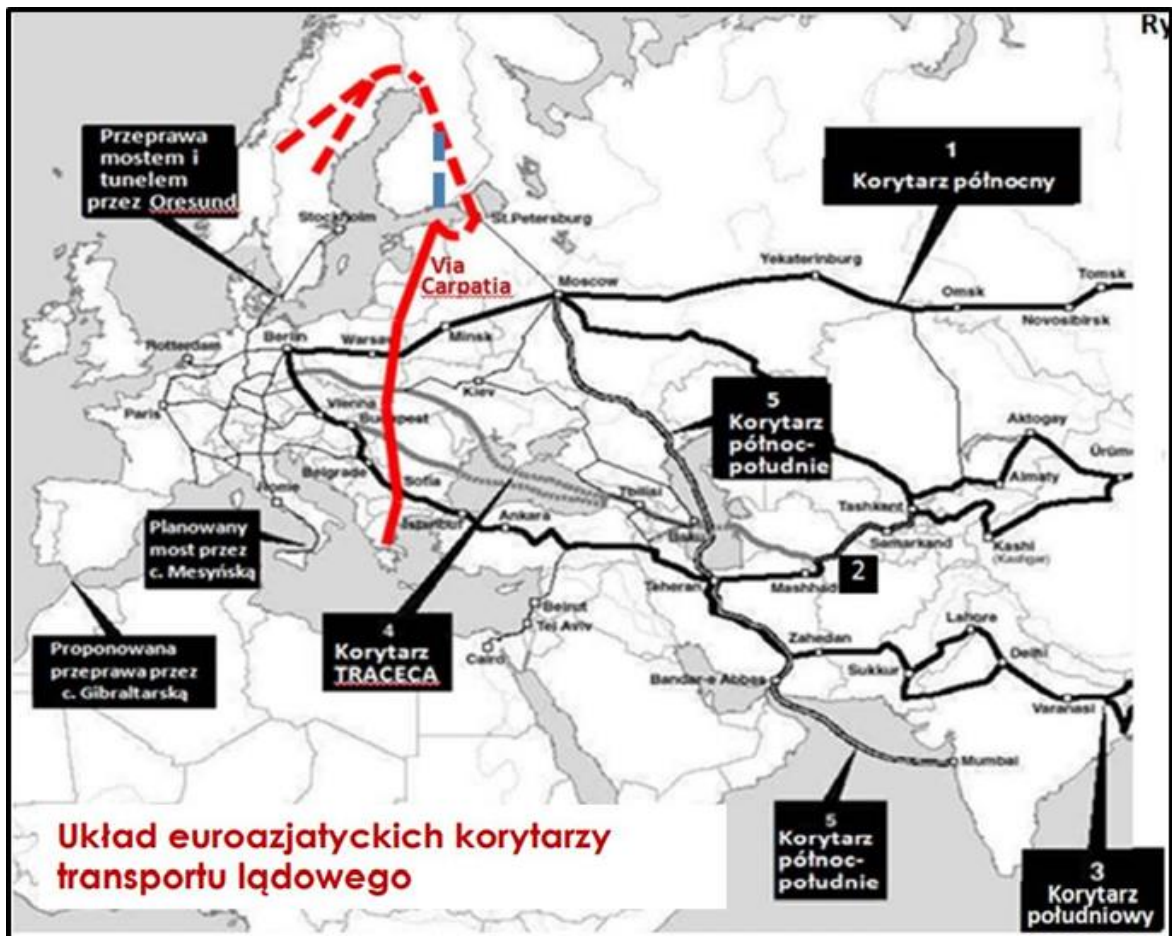 Ry
Przeprawa
mostem i
tunelem
przez Oresund
1
Korytarz północny
Stockholm
St.Petersburg
Via
Carpatia
Moscow
Yekaterinburg
Omsk
Tomsk
Novosibirsk
Rotterdam
Berlin
Warsaw
Minsk
Kiev
Paris
Vienna
Budapest
5
Korytarz
północ-
południe
Aktogay
Almaty
Ürüme
Belgrade
Sofia
Rome
Istanbul
Ankara
Tbilisi
Baku
Tashkent
Samarkand
Kashi
(Kashgar)
Planowany
most przez
c. Mesyńską
Teheran
Mashhad
2
Beirut
Tel Aviv
Cairo
4
Korytarz
TRACECA
Proponowana
przeprawa przez
c. Gibraltarską
Zahedan
Lahore
Sukkur
Delhi
Bandar-e Abbas
Varanasi
Mumbai
Układ euroazjatyckich korytarzy
transportu lądowego
5
Korytarz
północ-
południe
3
Korytarz
południowy